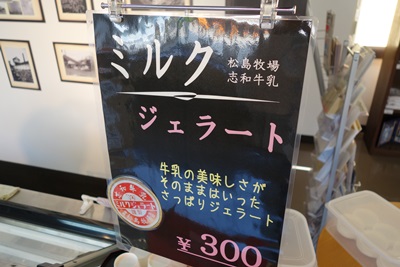 ミルク
松島牧場
志和牛乳
ジェラート
牛乳の美味しさが
そのままはいった
さっぱりジェラート
¥300